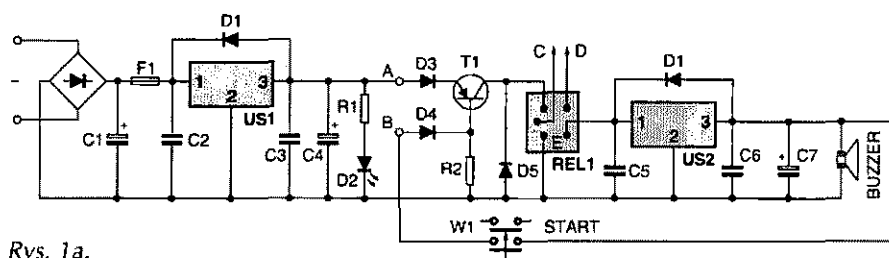 D1
F1
1
3
2
US1
C1
+
C2
C3
C4
+
R1
D2
A
D3
T1
B
D4
R2
D5
C
D
E
REL1
D1
1
3
2
US2
C5
C6
C7
+
BUZZER
W1
START
Rys. 1a.